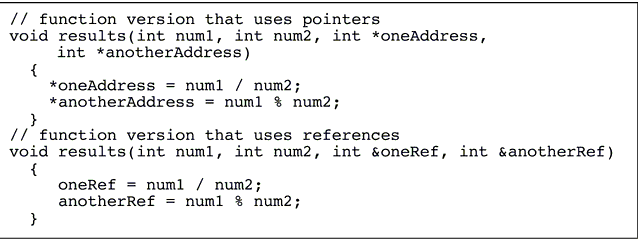 // function version that uses pointers
void results(int num1, int num2, int *oneAddress,
     int *anotherAddress)
  {
    *oneAddress = num1 / num2;
    *anotherAddress = num1 % num2;
  }
// function version that uses references
void results(int num1, int num2, int &oneRef, int &anotherRef)
  {
     oneRef = num1 / num2;
     anotherRef = num1 % num2;
  }